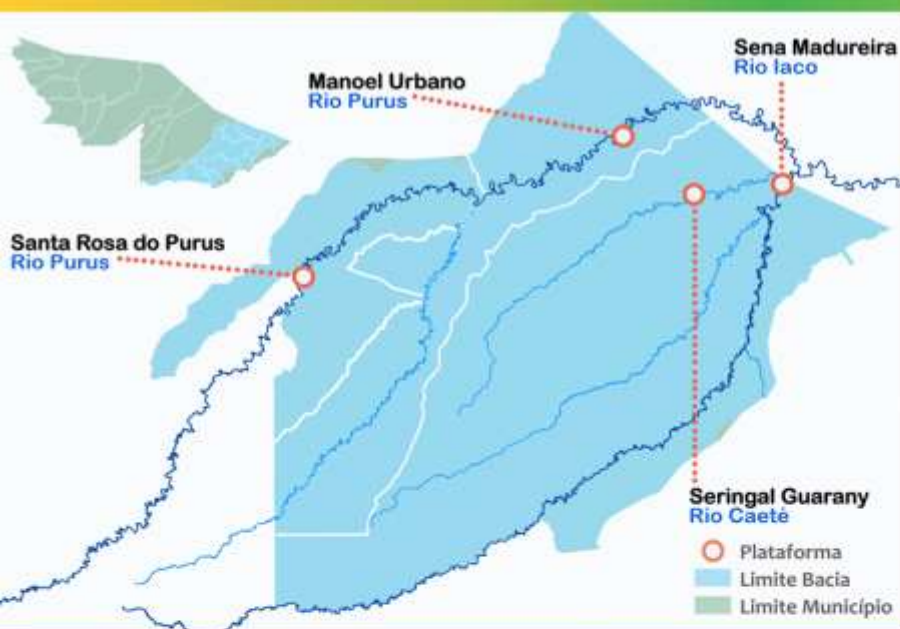 Sena Madureira
Rio Iaco
Manoel Urbano
Rio Purus
Santa Rosa do Purus
Rio Purus
Seringal Guarany
Rio Caeté
Plataforma
Limite Bacia
Limite Município